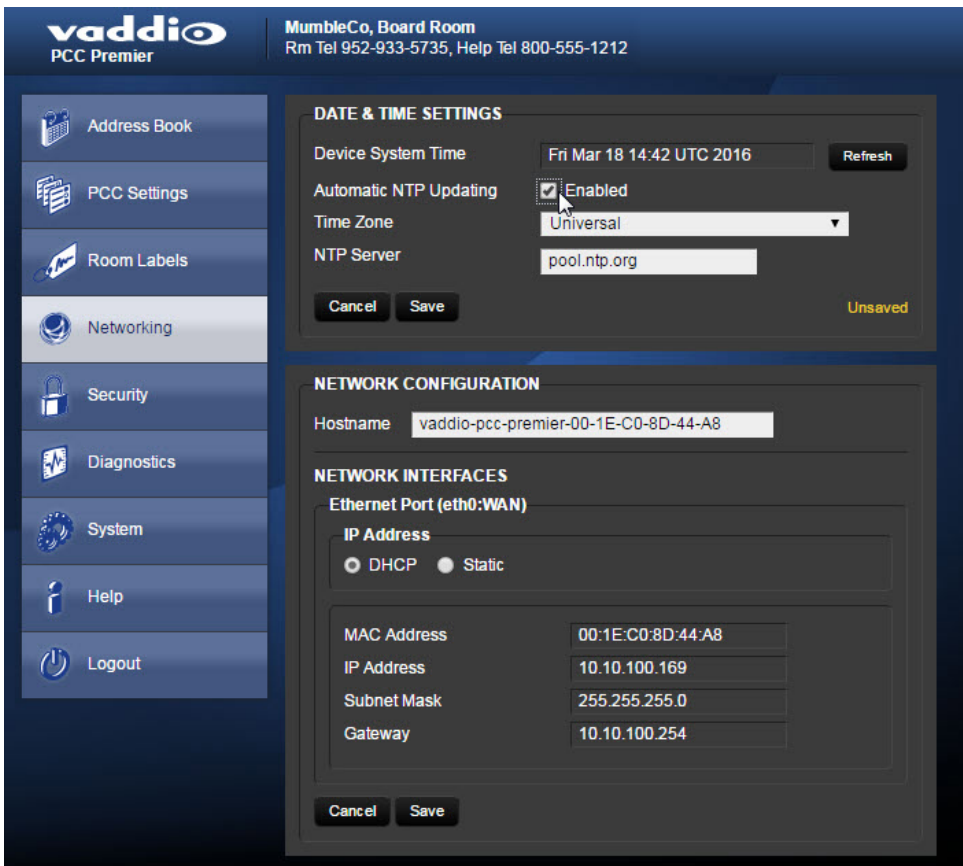 vaddio
PCC Premier
MumbleCo, Board Room
Rm Tel 952-933-5735, Help Tel 800-555-1212
Address Book
PCC Settings
Room Labels
Networking
Security
Diagnostics
System
Help
Logout
DATE & TIME SETTINGS
Device System Time Fri Mar 18 14:42 UTC 2016 Refresh
Automatic NTP Updating Enabled
Time Zone Universal
NTP Server pool.ntp.org
Cancel Save Unsaved
NETWORK CONFIGURATION
Hostname vaddio-pcc-premier-00-1E-C0-8D-44-A8
NETWORK INTERFACES
Ethernet Port (eth0:WAN)
IP Address
DHCP Static
MAC Address 00:1E:C0:8D:44:A8
IP Address 10.10.100.169
Subnet Mask 255.255.255.0
Gateway 10.10.100.254
Cancel Save